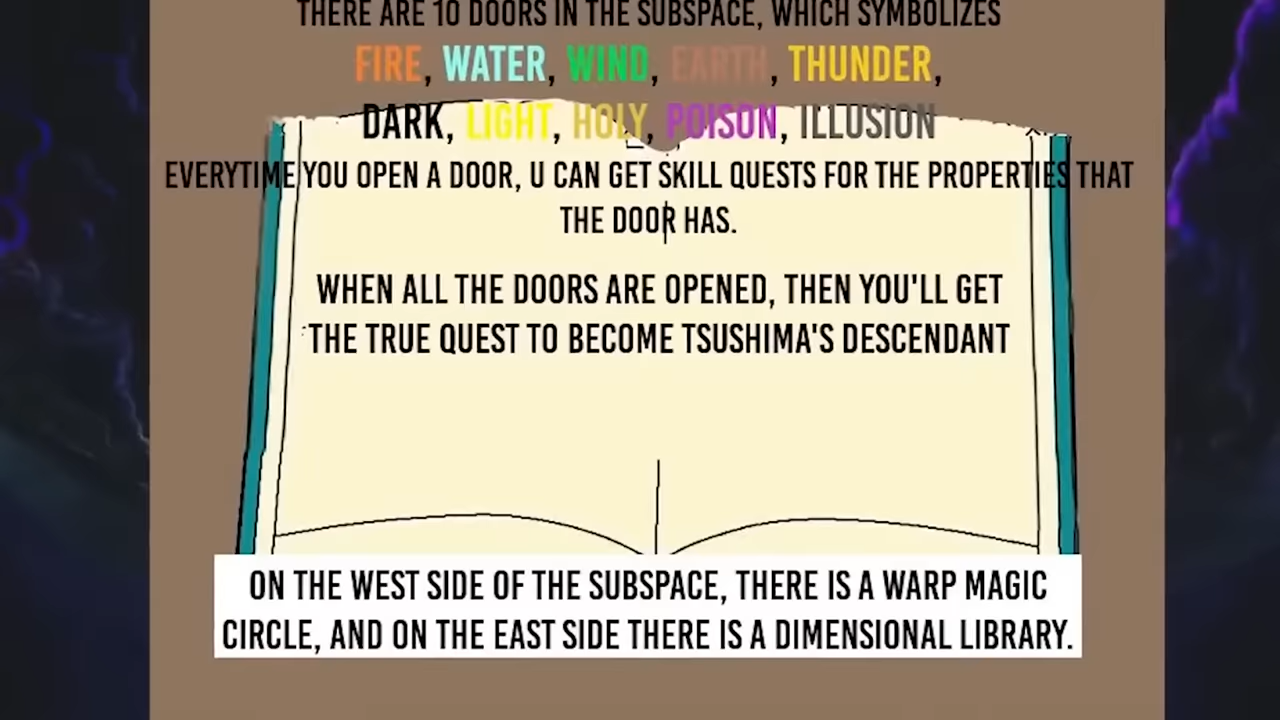 THERE ARE 10 DOORS IN THE SUBSPACE, WHICH SYMBOLIZES
FIRE, WATER, WIND, EARTH, THUNDER,
DARK, LIGHT, HOLY, POISON, ILLUSION
EVERYTIME YOU OPEN A DOOR, U CAN GET SKILL QUESTS FOR THE PROPERTIES THAT
THE DOOR HAS.
WHEN ALL THE DOORS ARE OPENED, THEN YOU'LL GET
THE TRUE QUEST TO BECOME TSUSHIMA'S DESCENDANT
ON THE WEST SIDE OF THE SUBSPACE, THERE IS A WARP MAGIC
CIRCLE, AND ON THE EAST SIDE THERE IS A DIMENSIONAL LIBRARY.